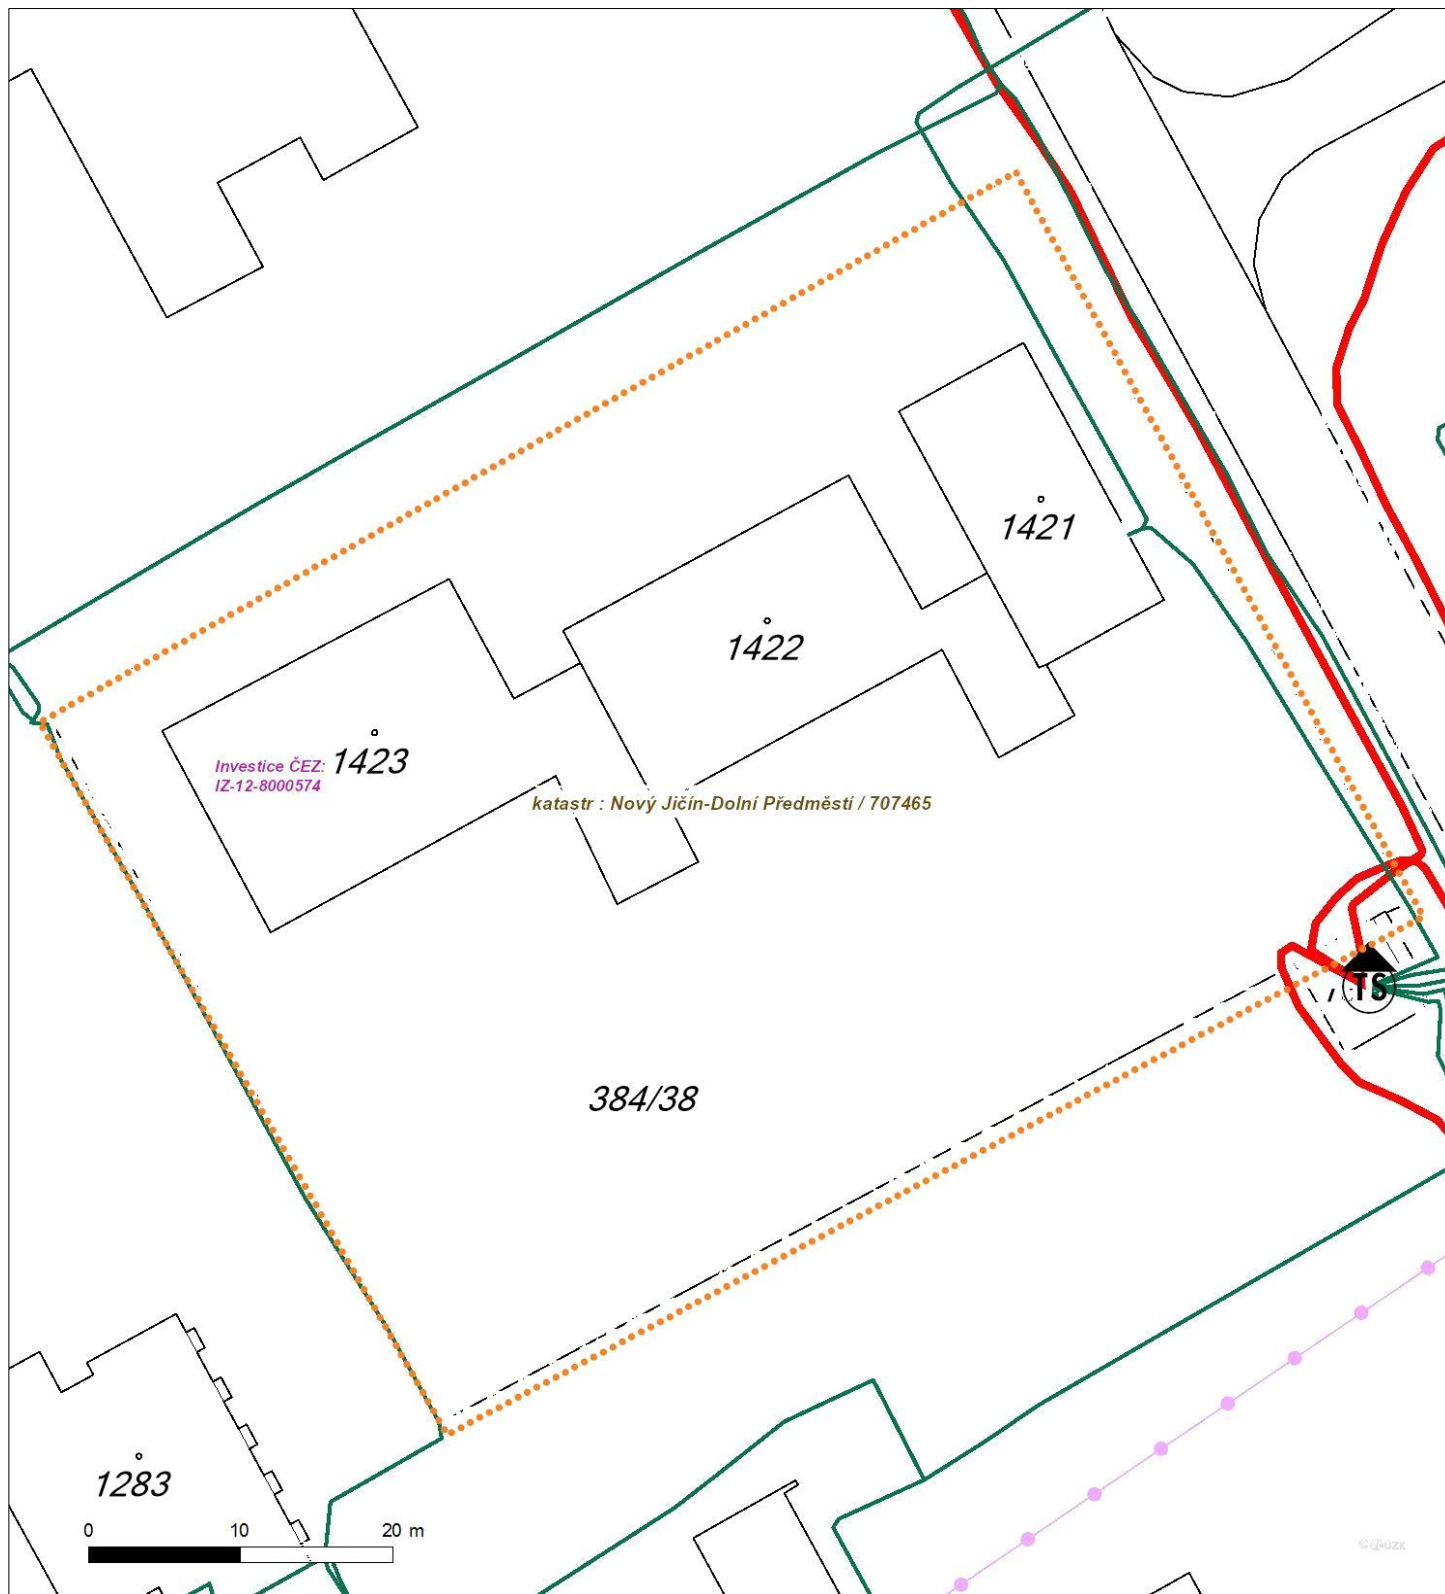 1421
1422
1423
Investice ČEZ:
IZ-12-8000574
katastr : Nový Jičín-Dolní Předměstí / 707465
TS
384/38
1283
0 10 20 m